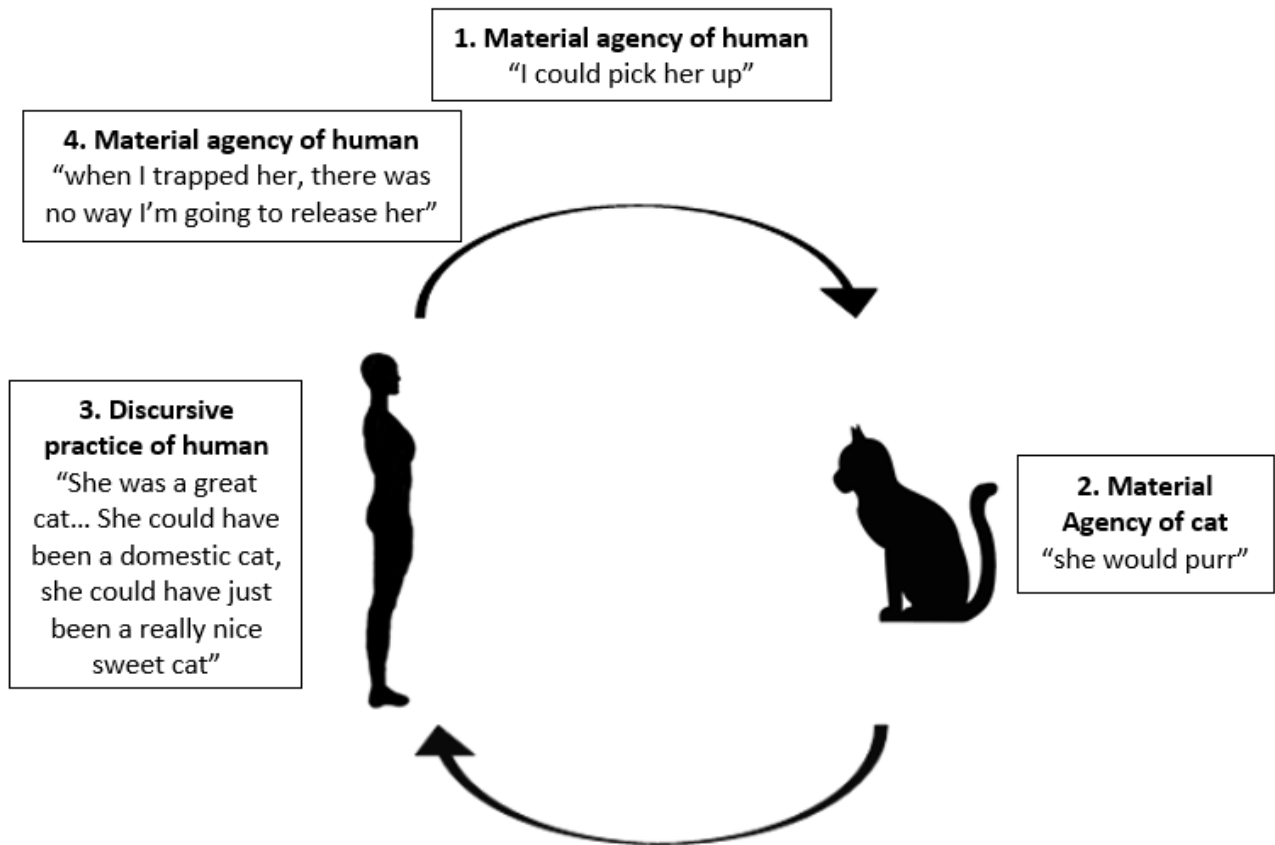 1. Material agency of human
“I could pick her up”
4. Material agency of human
“when I trapped her, there was
no way I’m going to release her”
3. Discursive
practice of human
“She was a great
cat... She could have
been a domestic cat,
she could have just
been a really nice
sweet cat”
2. Material
Agency of cat
“she would purr”